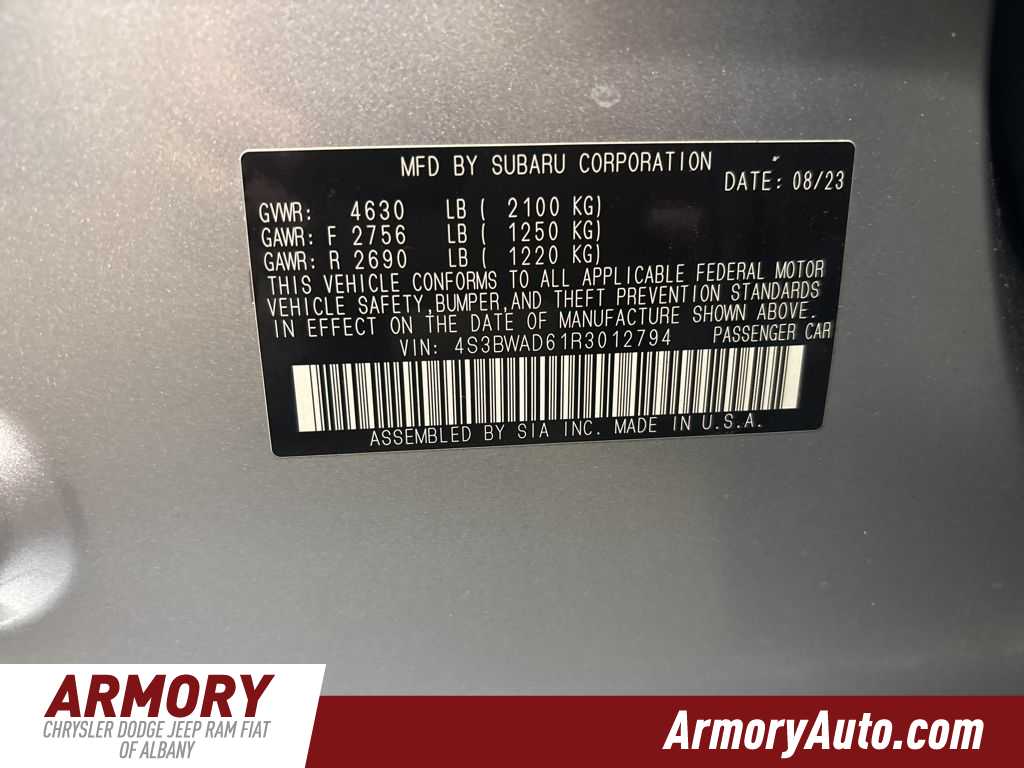 MFD BY SUBARU CORPORATION
DATE: 08/23
GVWR: 4630 LB ( 2100 KG)
GAWR: F 2756 LB ( 1250 KG)
GAWR: R 2690 LB ( 1220 KG)
THIS VEHICLE CONFORMS TO ALL APPLICABLE FEDERAL MOTOR
VEHICLE SAFETY, BUMPER, AND THEFT PREVENTION STANDARDS
IN EFFECT ON THE DATE OF MANUFACTURE SHOWN ABOVE.
VIN: 4S3BWAD61R3012794 PASSENGER CAR
ASSEMBLED BY SIA INC. MADE IN U.S.A.
ARMORY
CHRYSLER DODGE JEEP RAM FIAT
OF ALBANY
ArmoryAuto.com